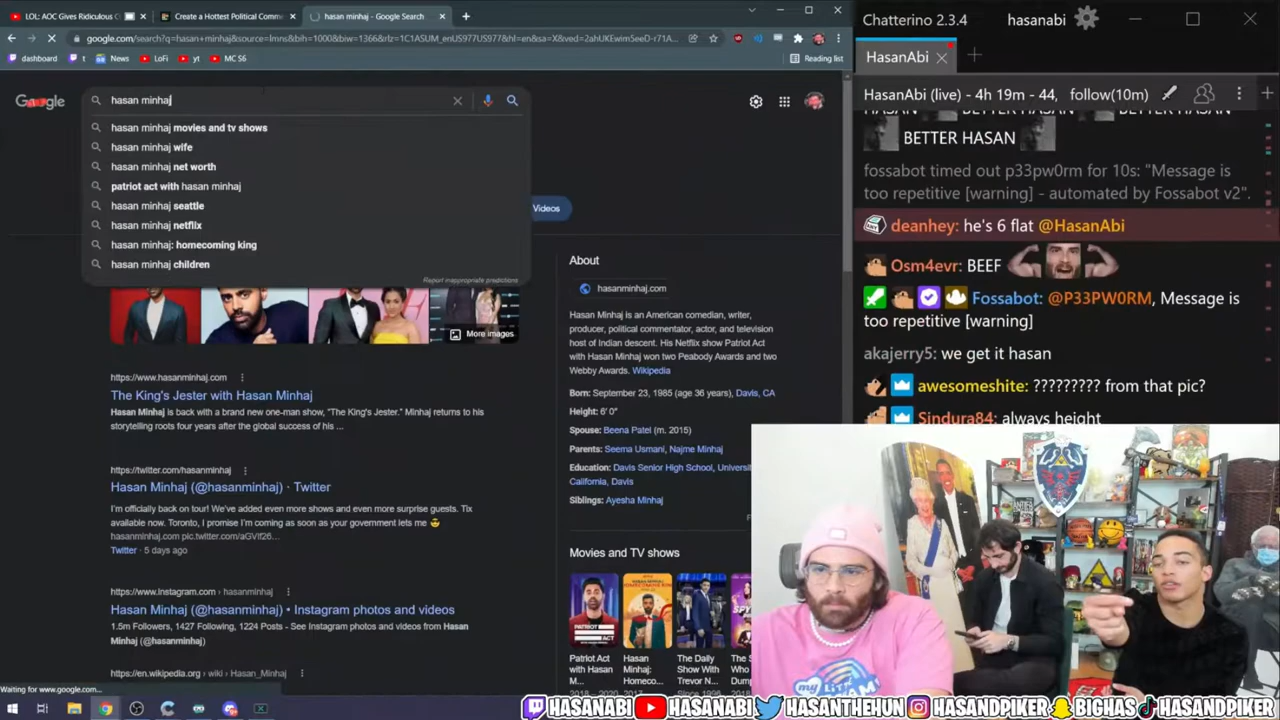 LOL: AOC Gives Ridiculous C
Create a Hottest Political Comme
hasan minhaj - Google Search
google.com/search?q=hasan+minhaj&source=lmns&bih=1000&biw=1366&rlz=1C1ASUM_enUS977US977&hl=en&sa=X&ved=2ahUKEwimSeeD-r71A...
dashboard
t
News
LoFi
yt
MC S6
Reading list
Google
hasan minhaj
hasan minhaj movies and tv shows
hasan minhaj wife
hasan minhaj net worth
patriot act with hasan minhaj
hasan minhaj seattle
hasan minhaj netflix
hasan minhaj: homecoming king
hasan minhaj children
Report inappropriate predictions
Videos
More images
https://www.hasanminhaj.com
The King's Jester with Hasan Minhaj
Hasan Minhaj is back with a brand new one-man show, "The King's Jester." Minhaj returns to his
storytelling roots four years after the global success of his ...
https://twitter.com/hasanminhaj
Hasan Minhaj (@hasanminhaj) · Twitter
I'm officially back on tour! We've added even more shows and even more surprise guests. Tix
available now. Toronto, I promise I'm coming as soon as your government lets me 😎
hasanminhaj.com pic.twitter.com/aGVIf26...
Twitter · 5 days ago
https://www.instagram.com › hasanminhaj
Hasan Minhaj (@hasanminhaj) • Instagram photos and videos
1.5m Followers, 1427 Following, 1224 Posts - See Instagram photos and videos from Hasan
Minhaj (@hasanminhaj)
https://en.wikipedia.org › wiki › Hasan_Minhaj
Waiting for www.google.com...
About
hasanminhaj.com
Hasan Minhaj is an American comedian, writer,
producer, political commentator, actor, and television
host of Indian descent. His Netflix show Patriot Act
with Hasan Minhaj won two Peabody Awards and two
Webby Awards. Wikipedia
Born: September 23, 1985 (age 36 years), Davis, CA
Height: 6′ 0″
Spouse: Beena Patel (m. 2015)
Parents: Seema Usmani, Najme Minhaj
Education: Davis Senior High School, Universi
California, Davis
Siblings: Ayesha Minhaj
Movies and TV shows
PATRIOT ACT
Patriot Act
with Hasan
M...
2018 – 2020
Hasan
Minhaj:
Homeco...
2017
The Daily
Show With
Trevor N...
Since 1996
Chatterino 2.3.4
hasanabi
HasanAbi
HasanAbi (live) - 4h 19m - 44,
follow(10m)
BETTER HASAN
fossabot timed out p33pw0rm for 10s: "Message is
too repetitive [warning] - automated by Fossabot v2".
deanhey: he's 6 flat @HasanAbi
Osm4evr: BEEF
Fossabot: @P33PW0RM, Message is
too repetitive [warning]
akajerry5: we get it hasan
awesomeshite: ????????? from that pic?
Sindura84: always height
HASANABI
HASANABI
HASANTHEHUN
HASANDPIKER
BIGHAS
HASANDPIKER